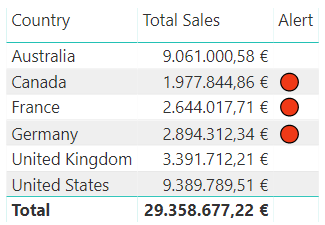 Country Total Sales Alert
Australia 9.061.000,58 €
Canada 1.977.844,86 €
France 2.644.017,71 €
Germany 2.894.312,34 €
United Kingdom 3.391.712,21 €
United States 9.389.789,51 €
Total 29.358.677,22 €